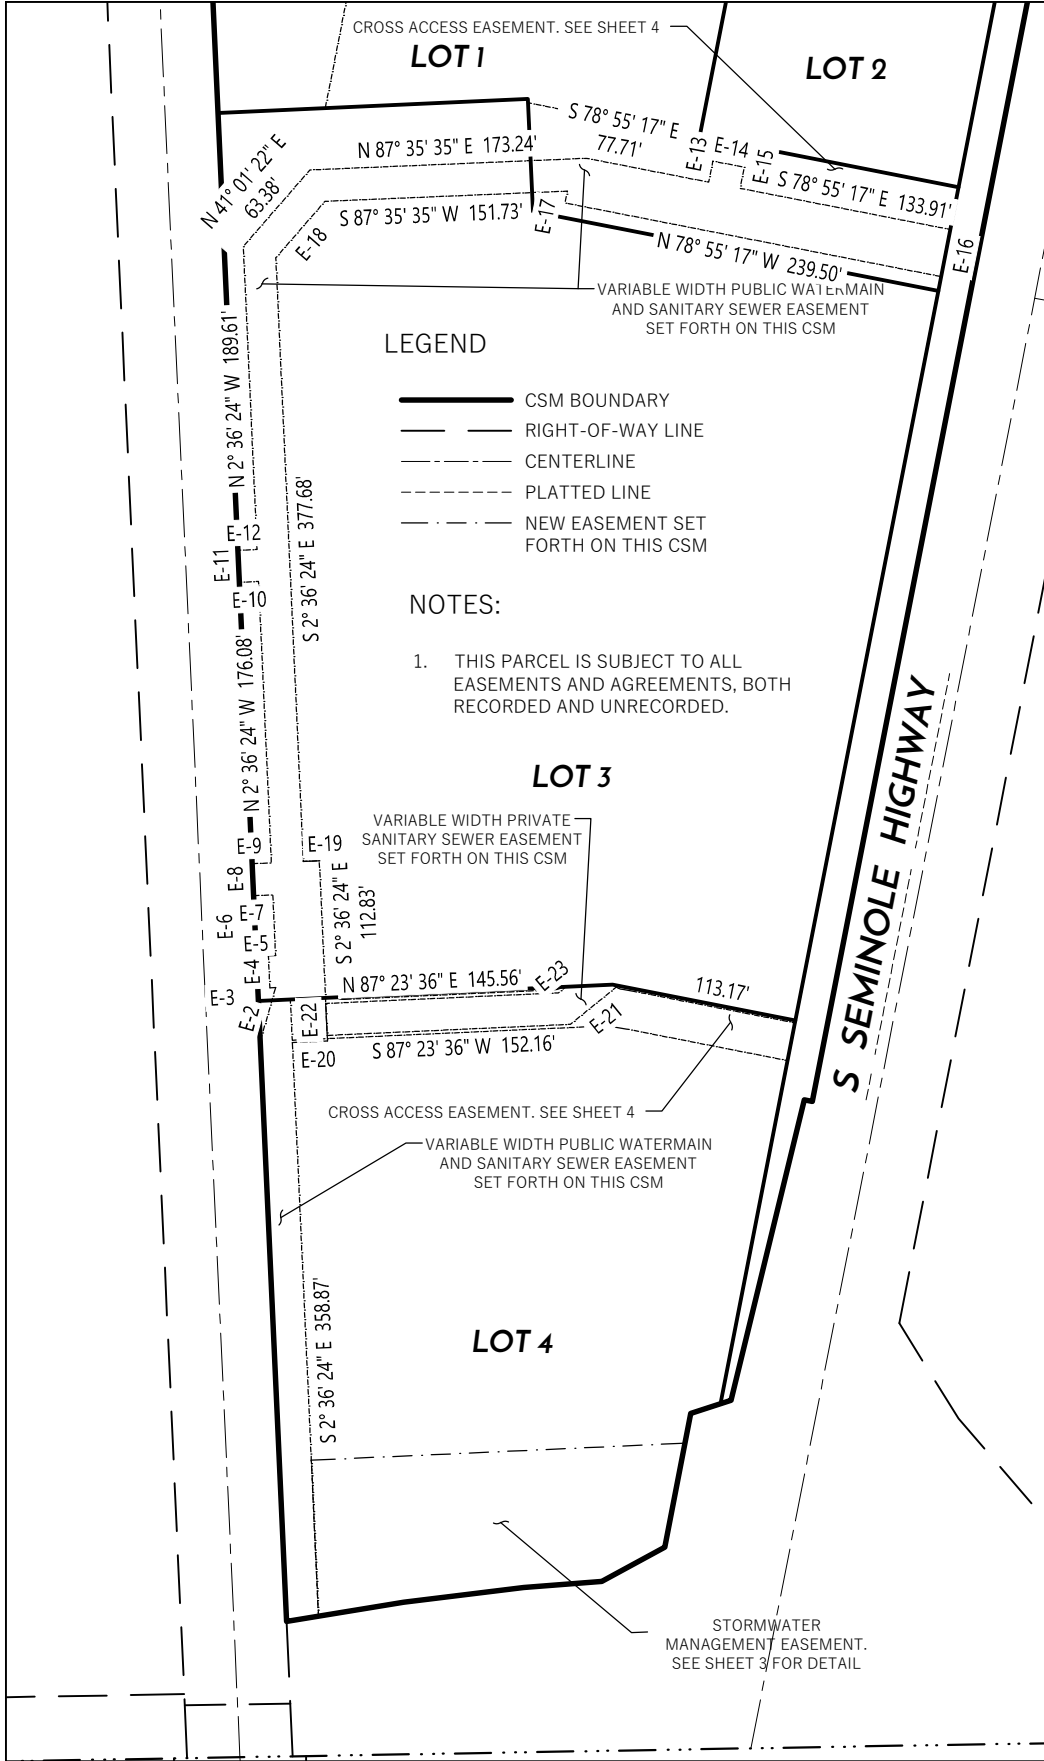 CROSS ACCESS EASEMENT. SEE SHEET 4
LOT 1
LOT 2
S 78° 55' 17" E
77.71'
E-13
E-14
E-15
N 87° 35' 35" E 173.24'
N 41° 01' 22" E
63.38'
S 78° 55' 17" E 133.91'
S 87° 35' 35" W 151.73'
E-17
E-18
N 78° 55' 17" W 239.50'
E-16
VARIABLE WIDTH PUBLIC WATERMAIN
AND SANITARY SEWER EASEMENT
SET FORTH ON THIS CSM
N 2° 36' 24" W 189.61'
LEGEND
CSM BOUNDARY
RIGHT-OF-WAY LINE
CENTERLINE
PLATTED LINE
NEW EASEMENT SET
FORTH ON THIS CSM
S 2° 36' 24" E 377.68'
E-12
E-11
E-10
NOTES:
1. THIS PARCEL IS SUBJECT TO ALL
EASEMENTS AND AGREEMENTS, BOTH
RECORDED AND UNRECORDED.
N 2° 36' 24" W 176.08'
LOT 3
S SEMINOLE HIGHWAY
VARIABLE WIDTH PRIVATE
SANITARY SEWER EASEMENT
SET FORTH ON THIS CSM
E-9
E-19
E-8
S 2° 36' 24" E
112.83'
E-7
E-6
E-5
E-4
E-3
E-2
N 87° 23' 36" E 145.56'
E-23
113.17'
E-22
E-21
E-20
S 87° 23' 36" W 152.16'
CROSS ACCESS EASEMENT. SEE SHEET 4
VARIABLE WIDTH PUBLIC WATERMAIN
AND SANITARY SEWER EASEMENT
SET FORTH ON THIS CSM
S 2° 36' 24" E 358.87'
LOT 4
STORMWATER
MANAGEMENT EASEMENT.
SEE SHEET 3 FOR DETAIL